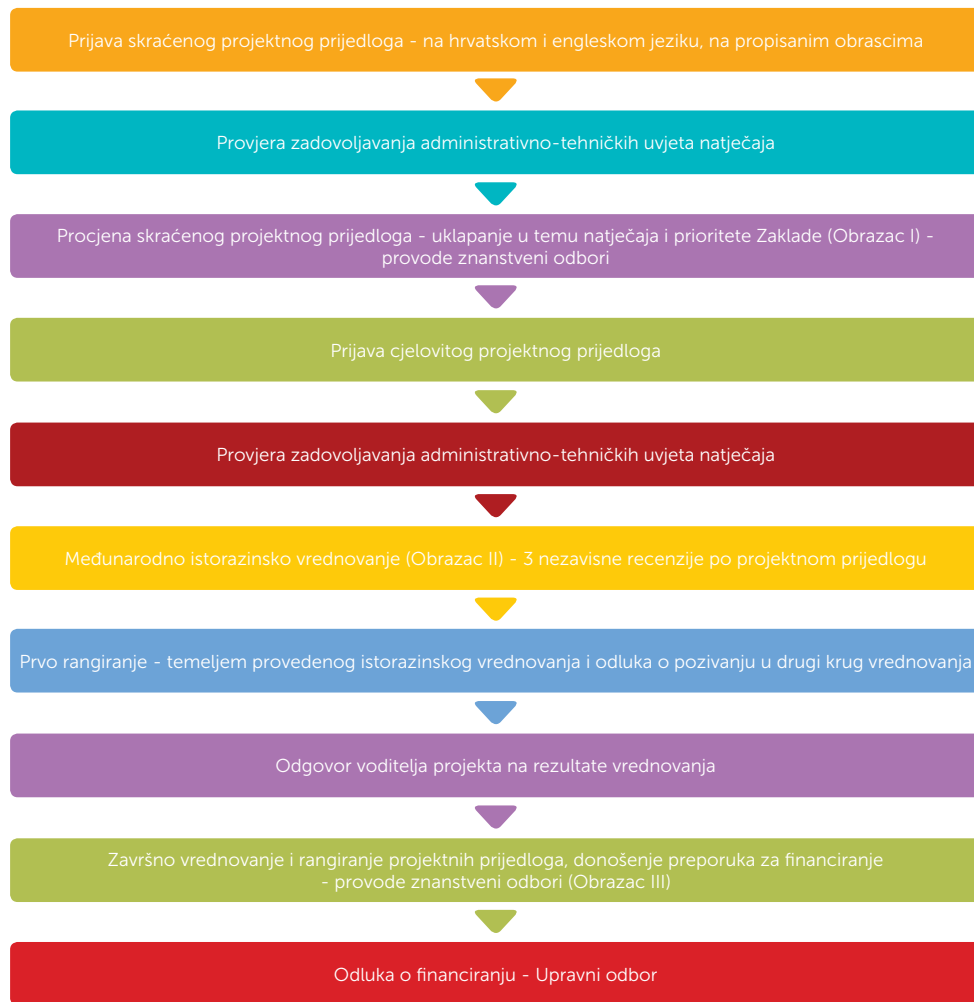 Prijava skraćenog projektnog prijedloga - na hrvatskom i engleskom jeziku, na propisanim obrascima
Provjera zadovoljavanja administrativno-tehničkih uvjeta natječaja
Procjena skraćenog projektnog prijedloga - uklapanje u temu natječaja i prioritete Zaklade (Obrazac I) -
provode znanstveni odbori
Prijava cjelovitog projektnog prijedloga
Provjera zadovoljavanja administrativno-tehničkih uvjeta natječaja
Međunarodno istorazinsko vrednovanje (Obrazac II) - 3 nezavisne recenzije po projektnom prijedlogu
Prvo rangiranje - temeljem provedenog istorazinskog vrednovanja i odluka o pozivanju u drugi krug vrednovanja
Odgovor voditelja projekta na rezultate vrednovanja
Završno vrednovanje i rangiranje projektnih prijedloga, donošenje preporuka za financiranje
- provode znanstveni odbori (Obrazac III)
Odluka o financiranju - Upravni odbor